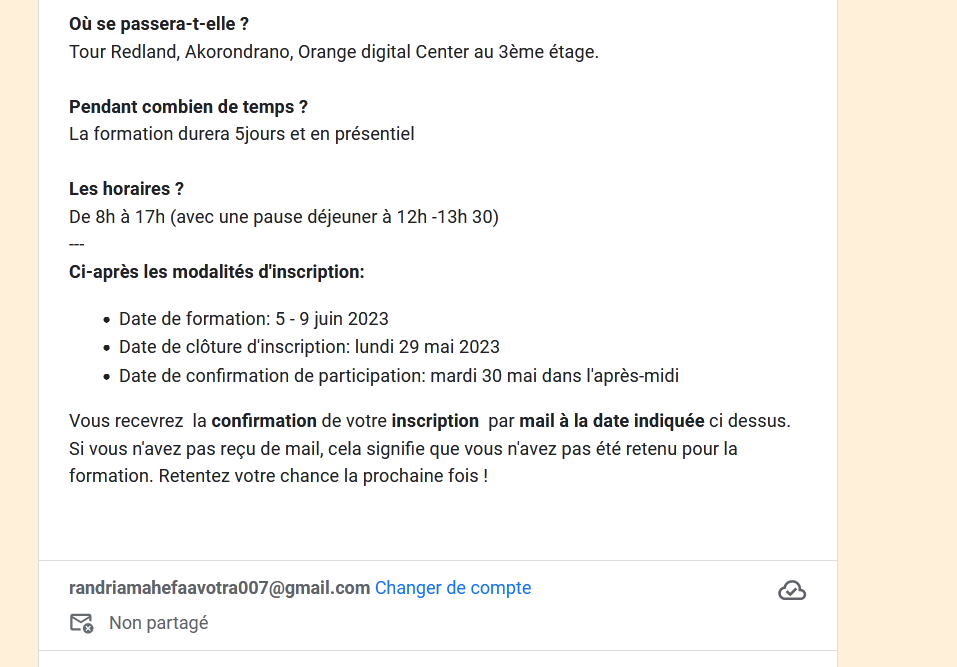 Où se passera-t-elle ?
Tour Redland, Akorondrano, Orange digital Center au 3ème étage.
Pendant combien de temps ?
La formation durera 5jours et en présentiel
Les horaires ?
De 8h à 17h (avec une pause déjeuner à 12h -13h 30)
---
Ci-après les modalités d'inscription:
• Date de formation: 5 - 9 juin 2023
• Date de clôture d'inscription: lundi 29 mai 2023
• Date de confirmation de participation: mardi 30 mai dans l'après-midi
Vous recevrez  la confirmation de votre inscription  par mail à la date indiquée ci dessus.
Si vous n'avez pas reçu de mail, cela signifie que vous n'avez pas été retenu pour la
formation. Retentez votre chance la prochaine fois !
randriamahefaavotra007@gmail.com Changer de compte
Non partagé